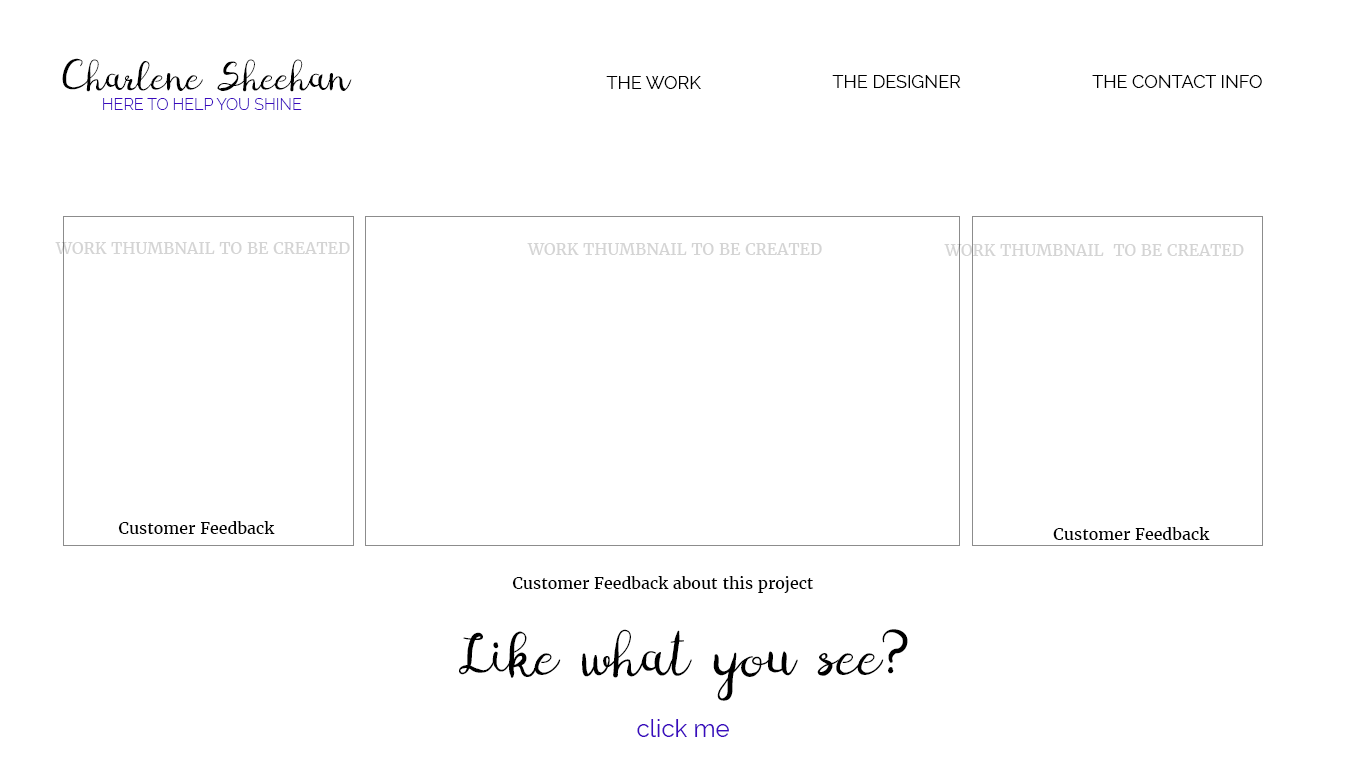 Charlene Sheehan
HERE TO HELP YOU SHINE
THE WORK
THE DESIGNER
THE CONTACT INFO
WORK THUMBNAIL TO BE CREATED
WORK THUMBNAIL TO BE CREATED
WORK THUMBNAIL  TO BE CREATED
Customer Feedback
Customer Feedback
Customer Feedback about this project
Like what you see?
click me